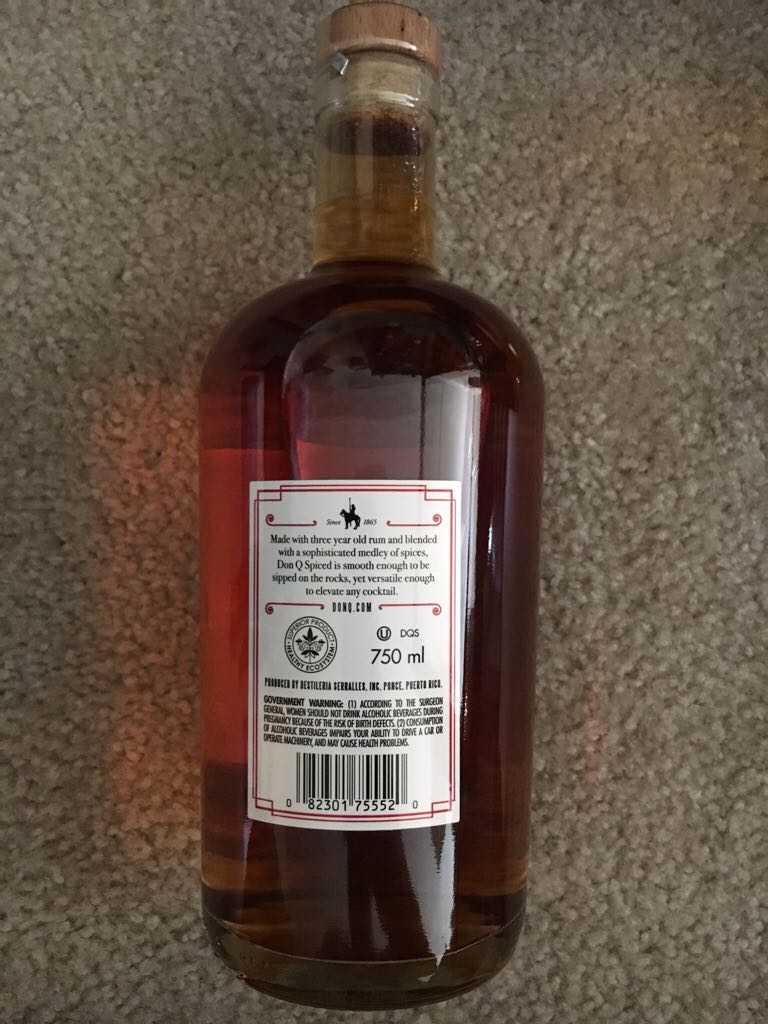 Since 1865
Made with three year old rum and blended
with a sophisticated medley of spices,
Don Q Spiced is smooth enough to be
sipped on the rocks, yet versatile enough
to elevate any cocktail.
DONQ.COM
SUPERIOR PRODUCT
HEALTHY ECOSYSTEM
U DQS
750 ml
PRODUCED BY DESTILERIA SERRALLES, INC. PONCE, PUERTO RICO.
GOVERNMENT WARNING: (1) ACCORDING TO THE SURGEON
GENERAL, WOMEN SHOULD NOT DRINK ALCOHOLIC BEVERAGES DURING
PREGNANCY BECAUSE OF THE RISK OF BIRTH DEFECTS. (2) CONSUMPTION
OF ALCOHOLIC BEVERAGES IMPAIRS YOUR ABILITY TO DRIVE A CAR OR
OPERATE MACHINERY, AND MAY CAUSE HEALTH PROBLEMS.
0 82301 75552 0